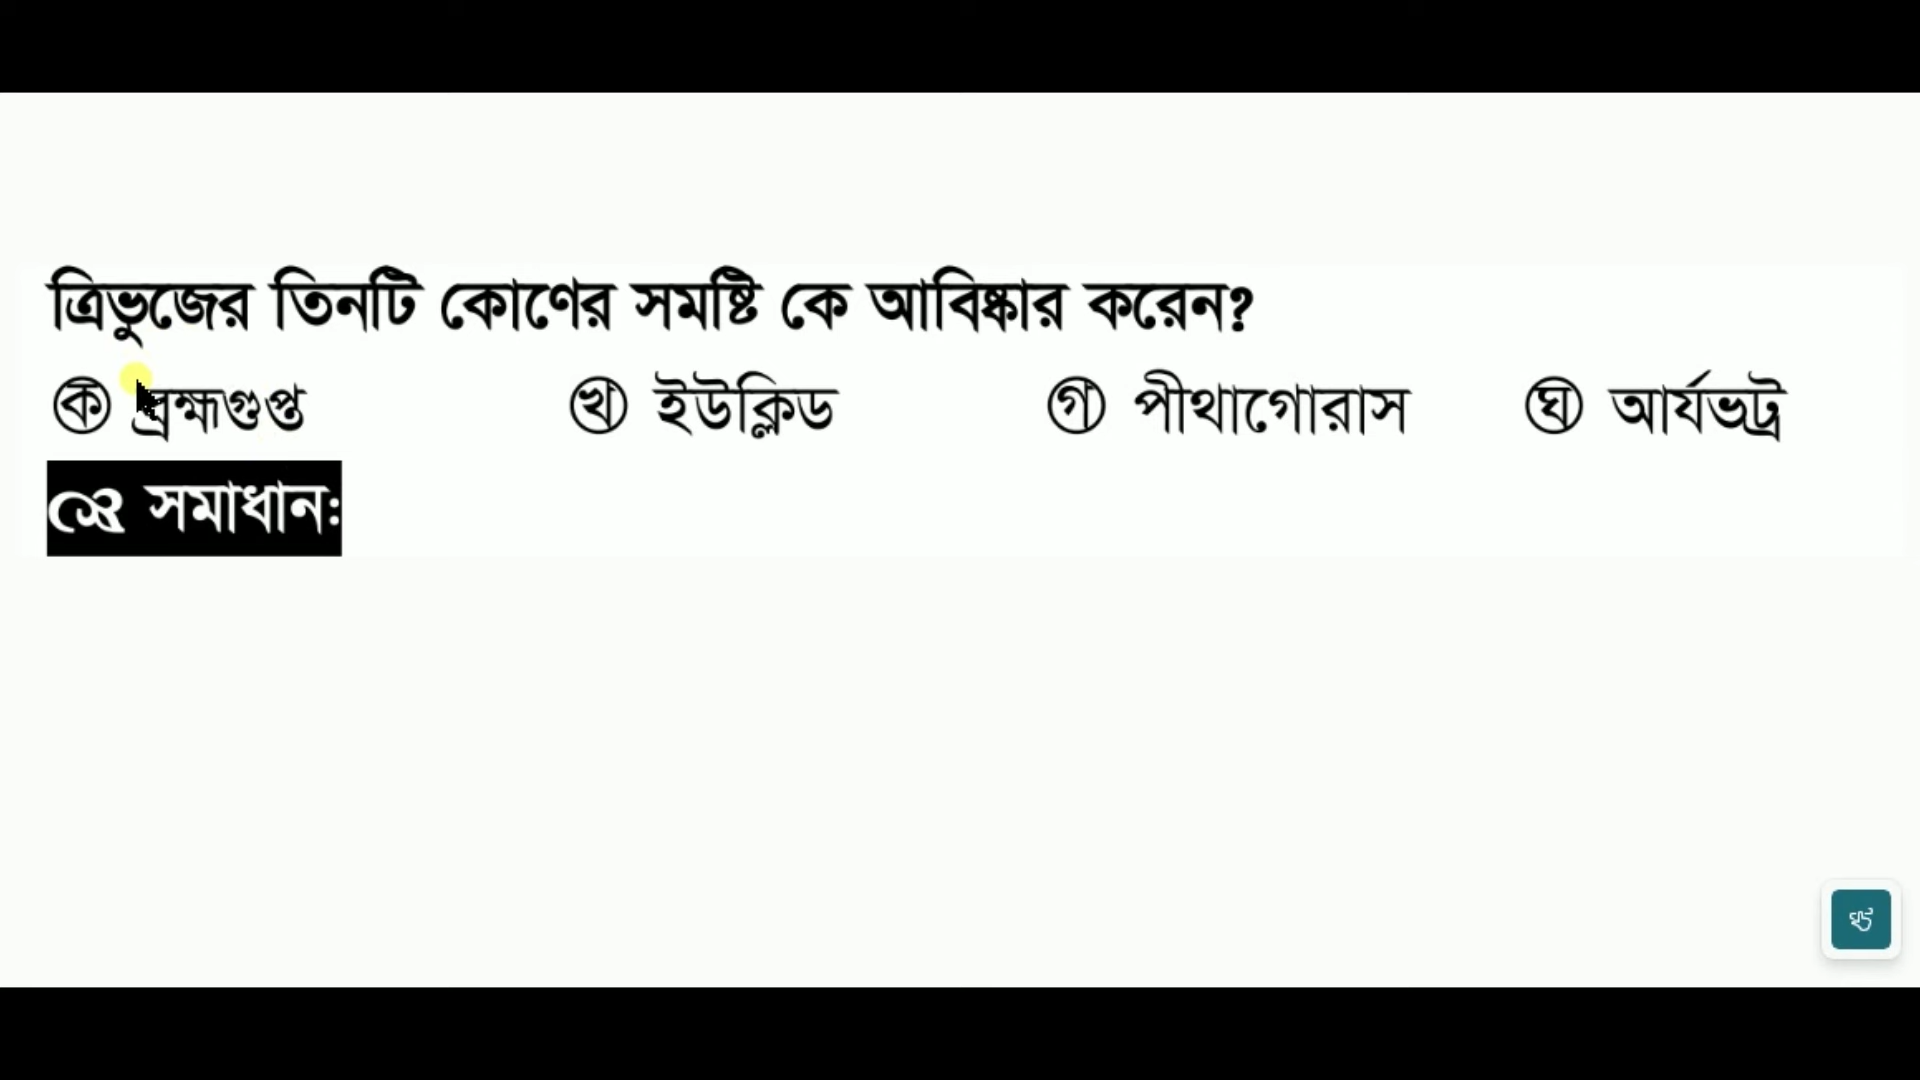 ত্রিভুজের তিনটি কোণের সমষ্টি কে আবিষ্কার করেন?
ক ব্রহ্মগুপ্ত খ ইউক্লিড গ পীথাগোরাস ঘ আর্যভট্র
সমাধান: